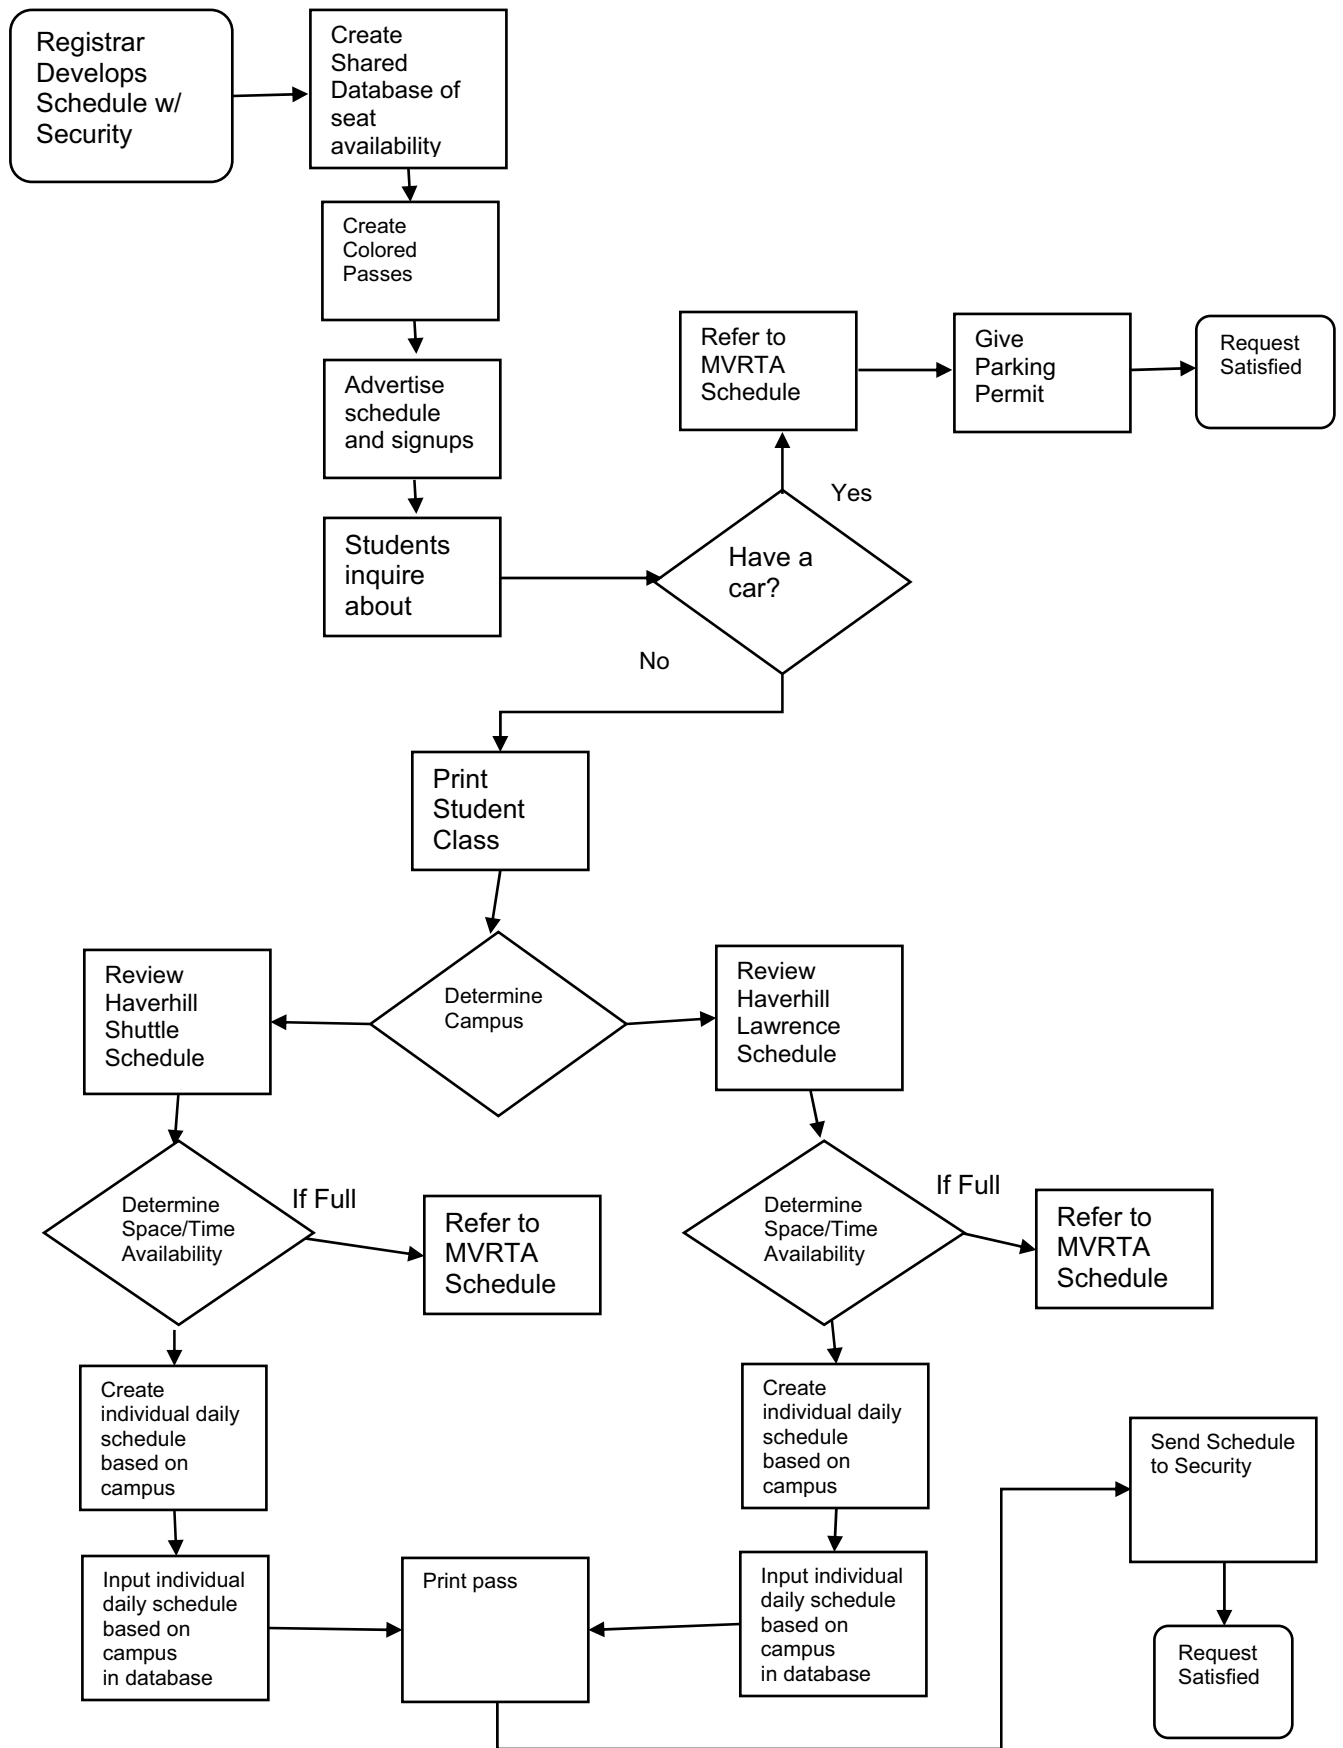 Registrar
Develops
Schedule w/
Security
Create
Shared
Database of
seat
availability
Create
Colored
Passes
Advertise
schedule
and signups
Students
inquire
about
Have a
car?
Yes
Refer to
MVRTA
Schedule
Give
Parking
Permit
Request
Satisfied
No
Print
Student
Class
Determine
Campus
Review
Haverhill
Shuttle
Schedule
Review
Haverhill
Lawrence
Schedule
Determine
Space/Time
Availability
If Full
Refer to
MVRTA
Schedule
Determine
Space/Time
Availability
If Full
Refer to
MVRTA
Schedule
Create
individual daily
schedule
based on
campus
Create
individual daily
schedule
based on
campus
Input individual
daily schedule
based on
campus
in database
Print pass
Input individual
daily schedule
based on
campus
in database
Send Schedule
to Security
Request
Satisfied